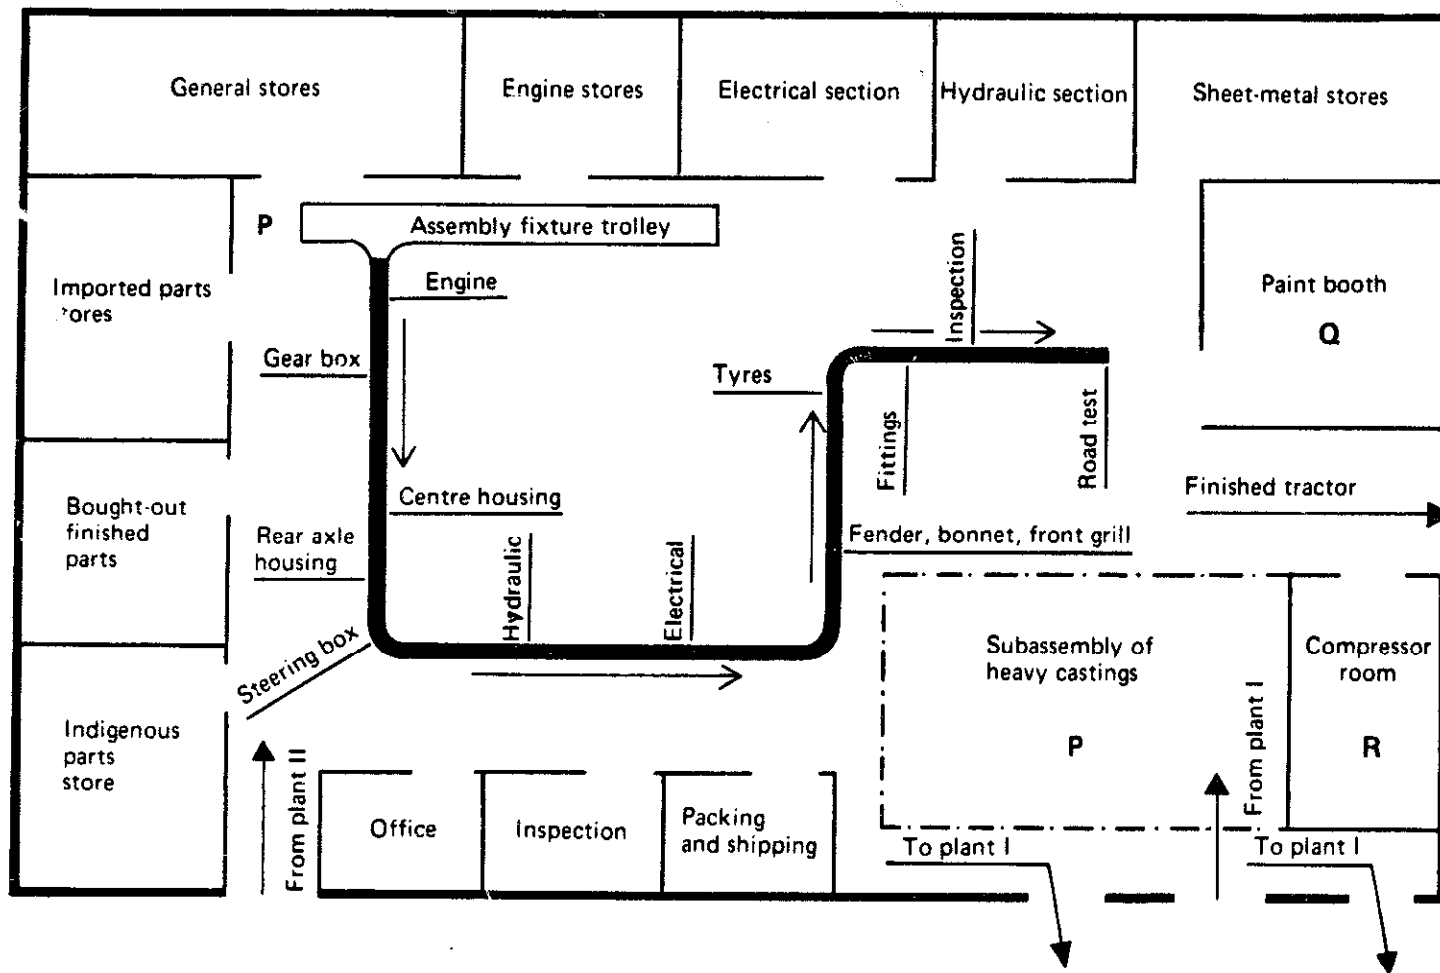 General stores
Engine stores
Electrical section
Hydraulic section
Sheet-metal stores
P
Assembly fixture trolley
Imported parts
tores
Engine
Inspection
Paint booth
Q
Gear box
Tyres
Fittings
Road test
Bought-out
finished
parts
Centre housing
Finished tractor
Rear axle
housing
Hydraulic
Electrical
Fender, bonnet, front grill
Steering box
Subassembly of
heavy castings
P
Compressor
room
R
Indigenous
parts
store
From plant II
From plant I
Office
Inspection
Packing
and shipping
To plant I
To plant I